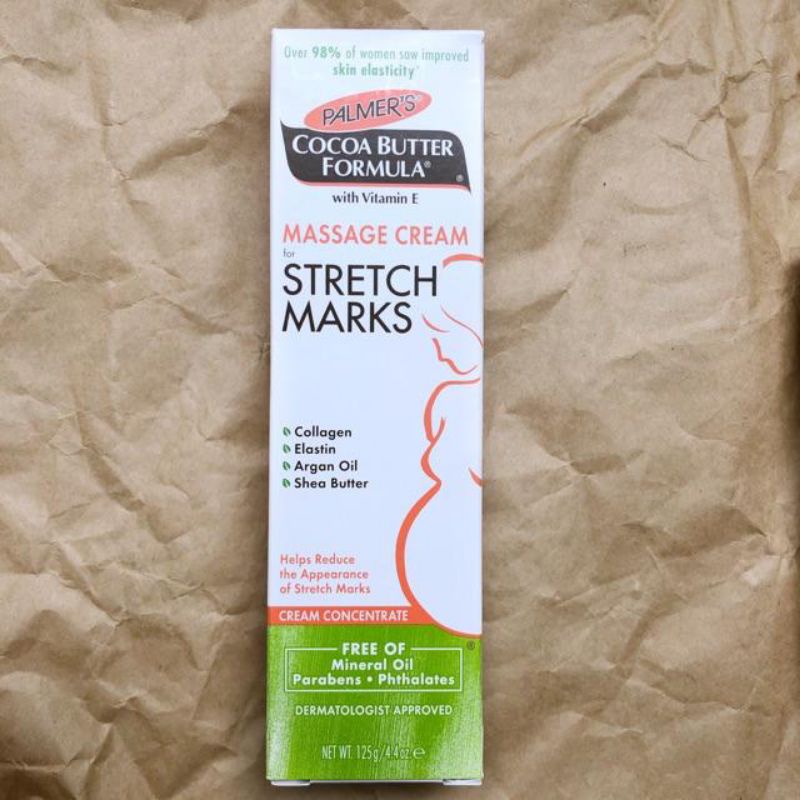 Over 98% of women saw improved
skin elasticity*
PALMER'S®
COCOA BUTTER
FORMULA®
with Vitamin E
MASSAGE CREAM
for
STRETCH
MARKS
Collagen
Elastin
Argan Oil
Shea Butter
Helps Reduce
the Appearance
of Stretch Marks
CREAM CONCENTRATE
FREE OF
Mineral Oil
Parabens • Phthalates
DERMATOLOGIST APPROVED
NET WT. 125g/4.4oz. ℮